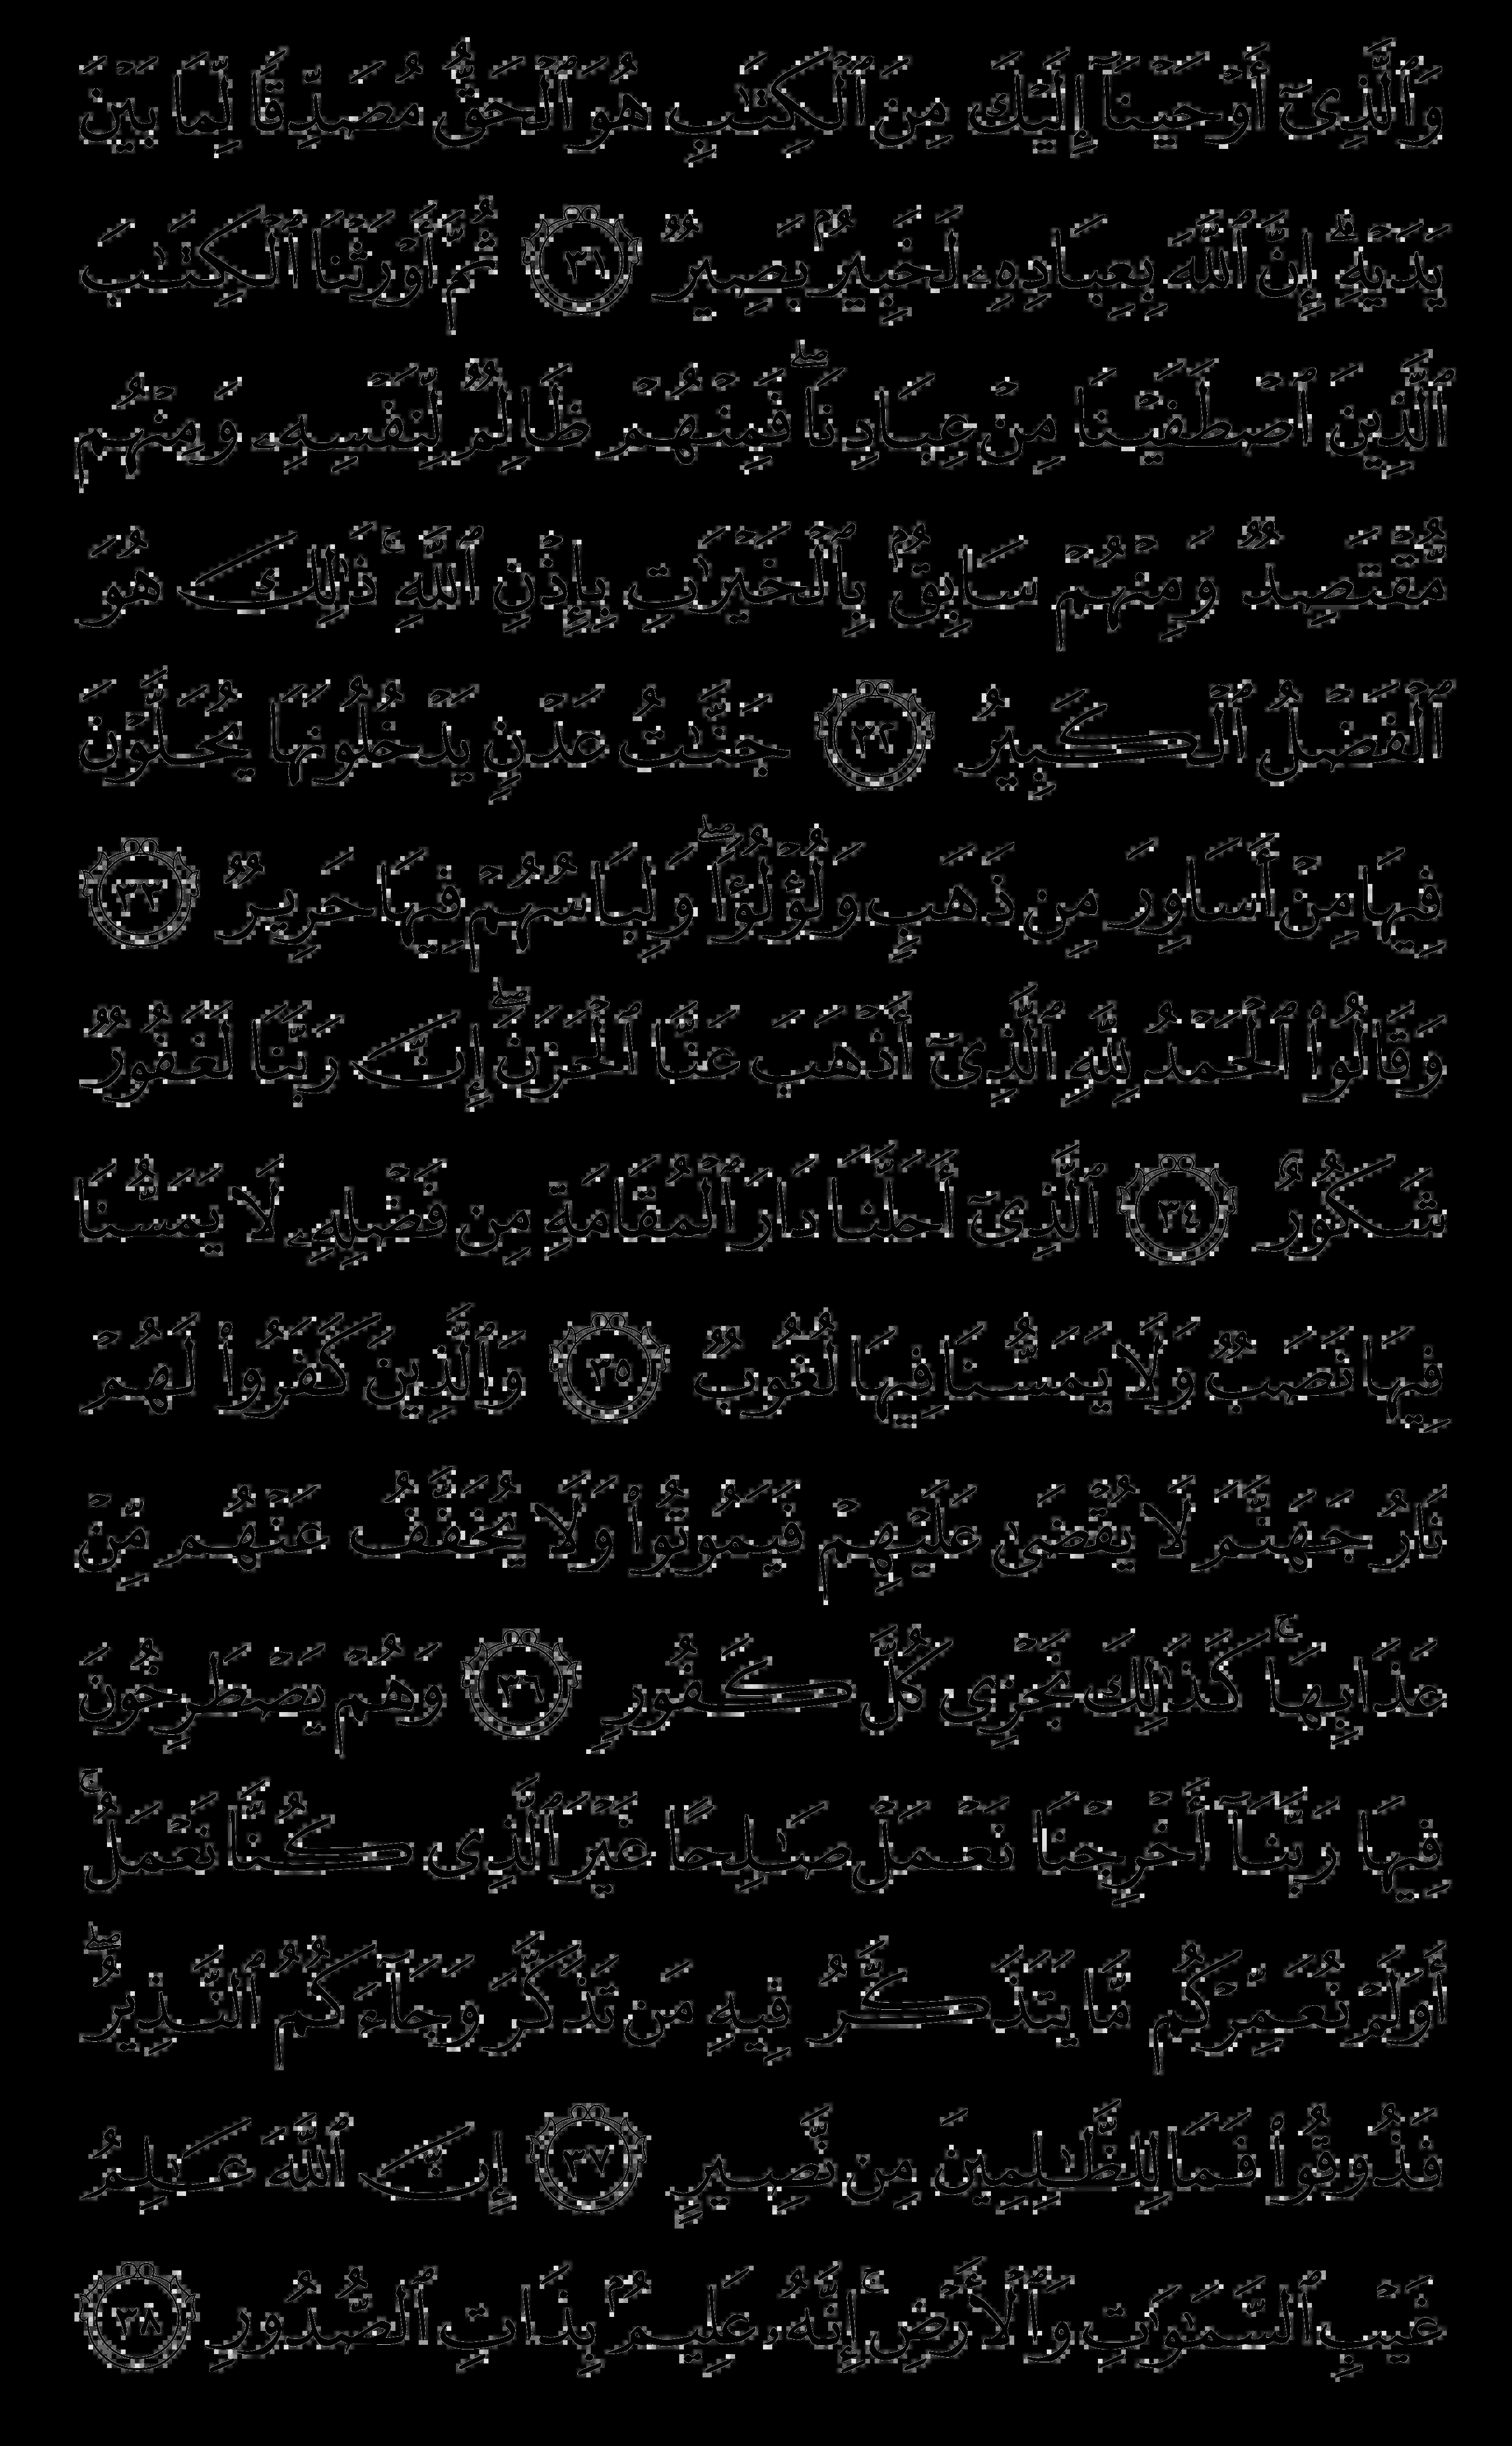 وَٱلَّذِىٓ أَوْحَيْنَآ إِلَيْكَ مِنَ ٱلْكِتَٰبِ هُوَ ٱلْحَقُّ مُصَدِّقًا لِّمَا بَيْنَ
يَدَيْهِ ۗ إِنَّ ٱللَّهَ بِعِبَادِهِۦ لَخَبِيرٌۢ بَصِيرٌ ٣١ ثُمَّ أَوْرَثْنَا ٱلْكِتَٰبَ
ٱلَّذِينَ ٱصْطَفَيْنَا مِنْ عِبَادِنَا ۖ فَمِنْهُمْ ظَالِمٌ لِّنَفْسِهِۦ وَمِنْهُم
مُّقْتَصِدٌ وَمِنْهُمْ سَابِقٌۢ بِٱلْخَيْرَٰتِ بِإِذْنِ ٱللَّهِ ۚ ذَٰلِكَ هُوَ
ٱلْفَضْلُ ٱلْكَبِيرُ ٣٢ جَنَّٰتُ عَدْنٍ يَدْخُلُونَهَا يُحَلَّوْنَ
فِيهَا مِنْ أَسَاوِرَ مِن ذَهَبٍ وَلُؤْلُؤًا ۖ وَلِبَاسُهُمْ فِيهَا حَرِيرٌ ٣٣
وَقَالُوا۟ ٱلْحَمْدُ لِلَّهِ ٱلَّذِىٓ أَذْهَبَ عَنَّا ٱلْحَزَنَ ۖ إِنَّ رَبَّنَا لَغَفُورٌ
شَكُورٌ ٣٤ ٱلَّذِىٓ أَحَلَّنَا دَارَ ٱلْمُقَامَةِ مِن فَضْلِهِۦ لَا يَمَسُّنَا
فِيهَا نَصَبٌ وَلَا يَمَسُّنَا فِيهَا لُغُوبٌ ٣٥ وَٱلَّذِينَ كَفَرُوا۟ لَهُمْ
نَارُ جَهَنَّمَ لَا يُقْضَىٰ عَلَيْهِمْ فَيَمُوتُوا۟ وَلَا يُخَفَّفُ عَنْهُم مِّنْ
عَذَابِهَا ۚ كَذَٰلِكَ نَجْزِى كُلَّ كَفُورٍ ٣٦ وَهُمْ يَصْطَرِخُونَ
فِيهَا رَبَّنَآ أَخْرِجْنَا نَعْمَلْ صَٰلِحًا غَيْرَ ٱلَّذِى كُنَّا نَعْمَلُ ۚ
أَوَلَمْ نُعَمِّرْكُم مَّا يَتَذَكَّرُ فِيهِ مَن تَذَكَّرَ وَجَآءَكُمُ ٱلنَّذِيرُ ۖ
فَذُوقُوا۟ فَمَا لِلظَّٰلِمِينَ مِن نَّصِيرٍ ٣٧ إِنَّ ٱللَّهَ عَٰلِمُ
غَيْبِ ٱلسَّمَٰوَٰتِ وَٱلْأَرْضِ ۚ إِنَّهُۥ عَلِيمٌۢ بِذَاتِ ٱلصُّدُورِ ٣٨